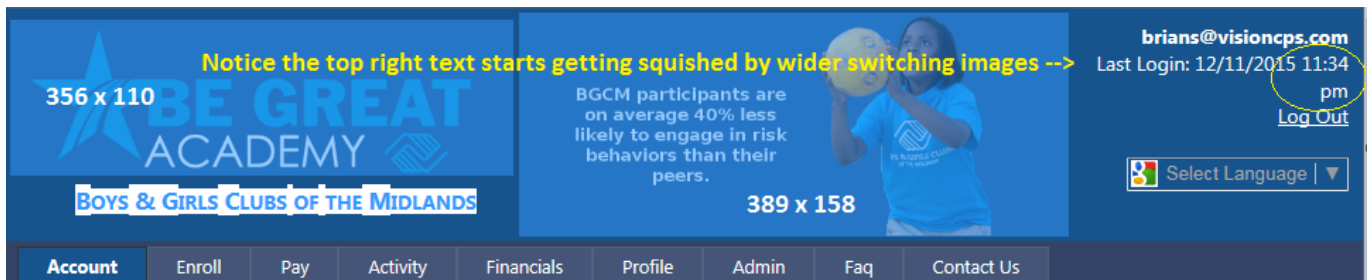 brians@visioncps.com
Notice the top right text starts getting squished by wider switching images -->
Last Login: 12/11/2015 11:34
pm
Log Out
356 x 110
BE GREAT
ACADEMY
BGCM participants are
on average 40% less
likely to engage in risk
behaviors than their
peers.
BOYS & GIRLS CLUBS OF THE MIDLANDS
389 x 158
Select Language | ▼
Account Enroll Pay Activity Financials Profile Admin Faq Contact Us